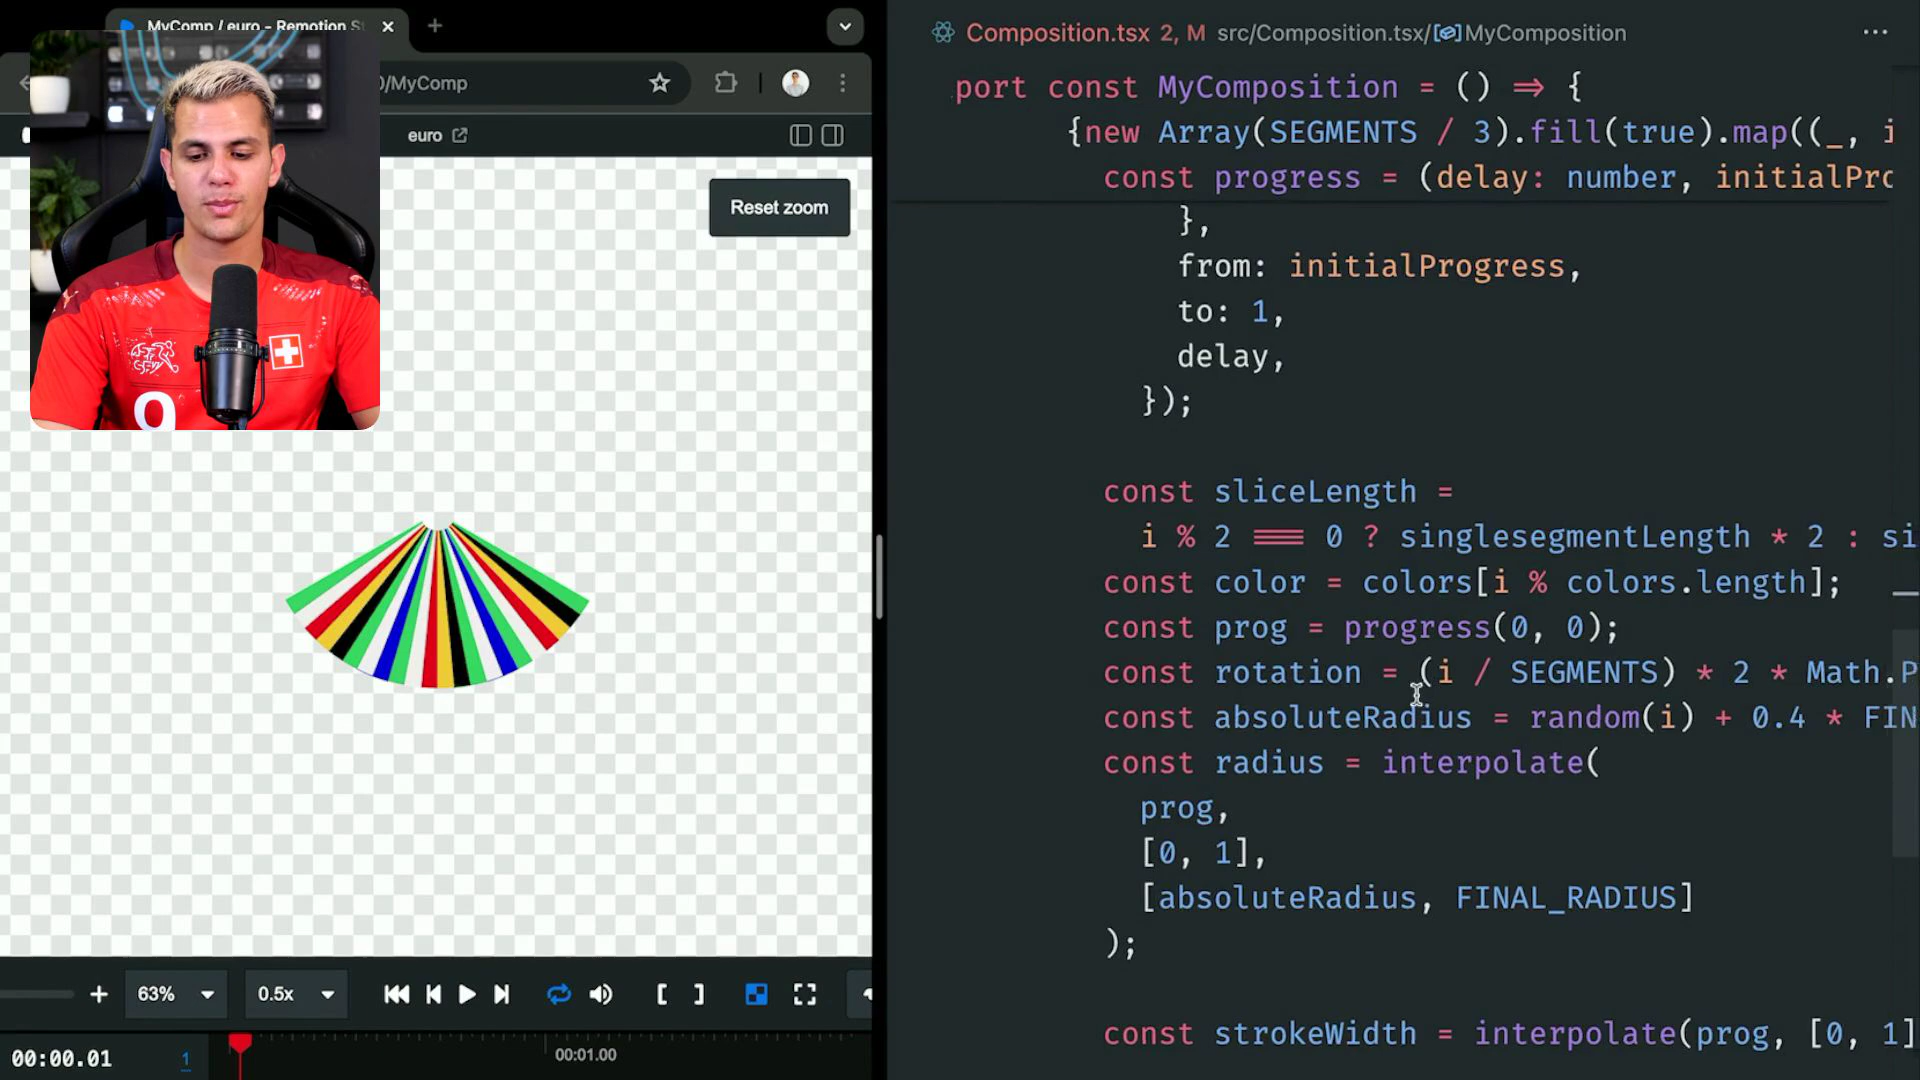 MyComp / euro - Remotion St
0/MyComp
euro
Reset zoom
9
63%
0.5x
00:00.01
1
00:01.00
Composition.tsx 2, M src/Composition.tsx/MyComposition
port const MyComposition = () => {
{new Array(SEGMENTS / 3).fill(true).map((_, i
const progress = (delay: number, initialPro
},
from: initialProgress,
to: 1,
delay,
});
const sliceLength =
i % 2 === 0 ? singlesegmentLength * 2 : si
const color = colors[i % colors.length];
const prog = progress(0, 0);
const rotation = (i / SEGMENTS) * 2 * Math.P
const absoluteRadius = random(i) + 0.4 * FIN
const radius = interpolate(
prog,
[0, 1],
[absoluteRadius, FINAL_RADIUS]
);
const strokeWidth = interpolate(prog, [0, 1]